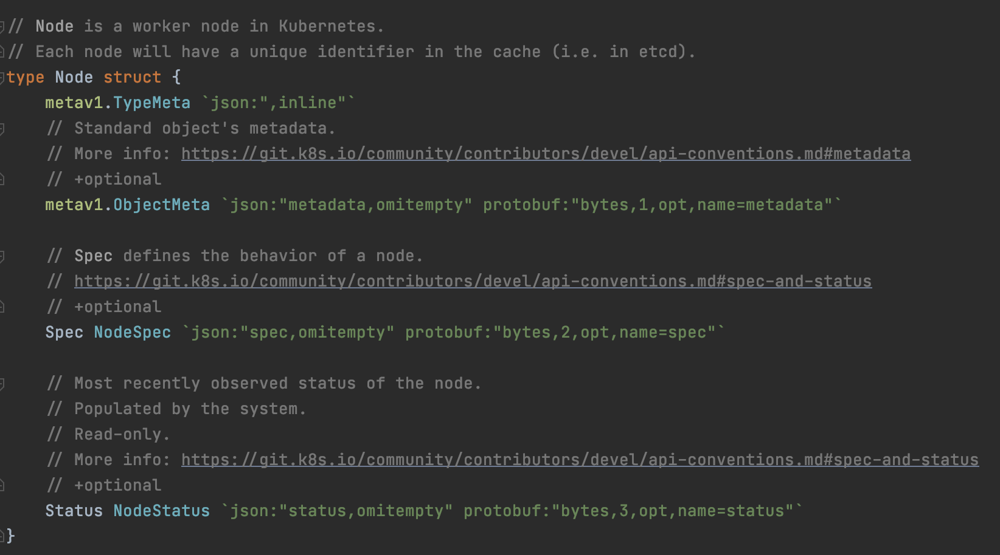 // Node is a worker node in Kubernetes.
// Each node will have a unique identifier in the cache (i.e. in etcd).
type Node struct {
    metav1.TypeMeta `json:",inline"`
    // Standard object's metadata.
    // More info: https://git.k8s.io/community/contributors/devel/api-conventions.md#metadata
    // +optional
    metav1.ObjectMeta `json:"metadata,omitempty" protobuf:"bytes,1,opt,name=metadata"`

    // Spec defines the behavior of a node.
    // https://git.k8s.io/community/contributors/devel/api-conventions.md#spec-and-status
    // +optional
    Spec NodeSpec `json:"spec,omitempty" protobuf:"bytes,2,opt,name=spec"`

    // Most recently observed status of the node.
    // Populated by the system.
    // Read-only.
    // More info: https://git.k8s.io/community/contributors/devel/api-conventions.md#spec-and-status
    // +optional
    Status NodeStatus `json:"status,omitempty" protobuf:"bytes,3,opt,name=status"`
}